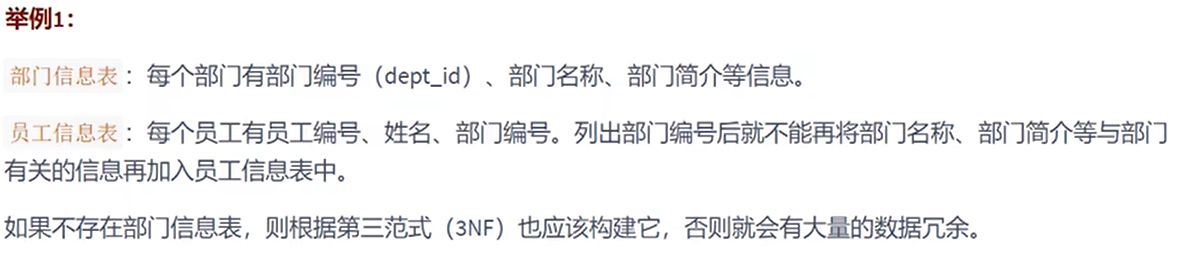 举例1：
部门信息表：每个部门有部门编号（dept_id）、部门名称、部门简介等信息。
员工信息表：每个员工有员工编号、姓名、部门编号。列出部门编号后就不能再将部门名称、部门简介等与部门
有关的信息再加入员工信息表中。
如果不存在部门信息表，则根据第三范式（3NF）也应该构建它，否则就会有大量的数据冗余。